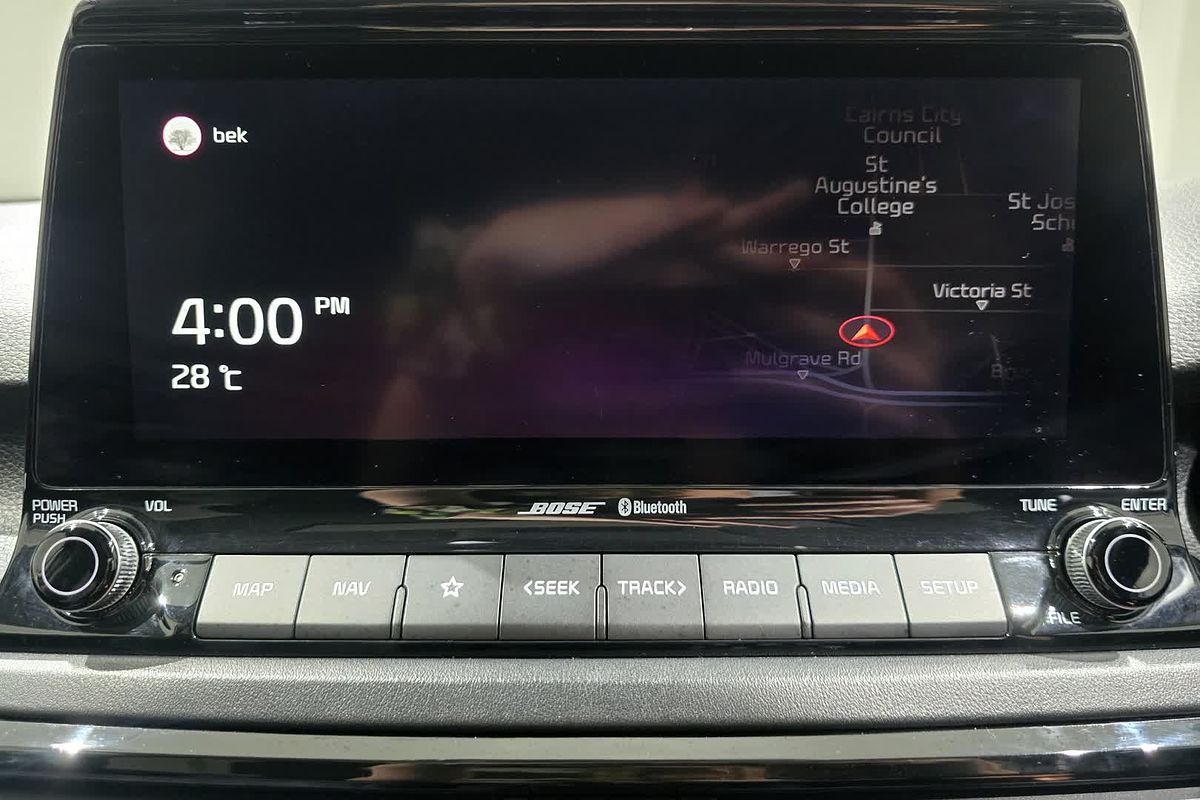 bek
4:00 PM
28 ℃
Cairns City
Council
St
Augustine's
College
St Jos
Sch
Warrego St
Victoria St
Mulgrave Rd
POWER
PUSH
VOL
BOSE
Bluetooth
TUNE
ENTER
MAP
NAV
<SEEK
TRACK>
RADIO
MEDIA
SETUP
FILE